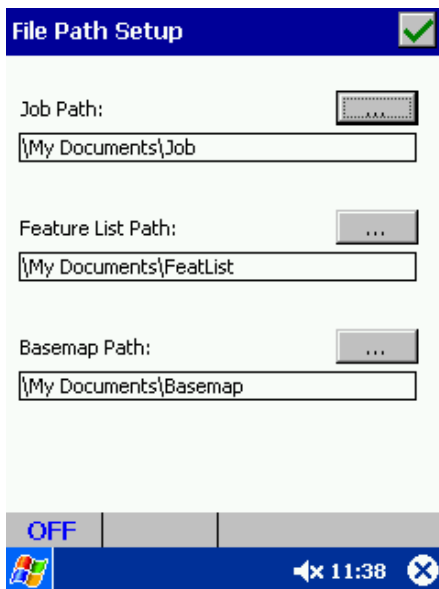 File Path Setup
Job Path:
...
\My Documents\Job
Feature List Path:
...
\My Documents\FeatList
Basemap Path:
...
\My Documents\Basemap
OFF
11:38